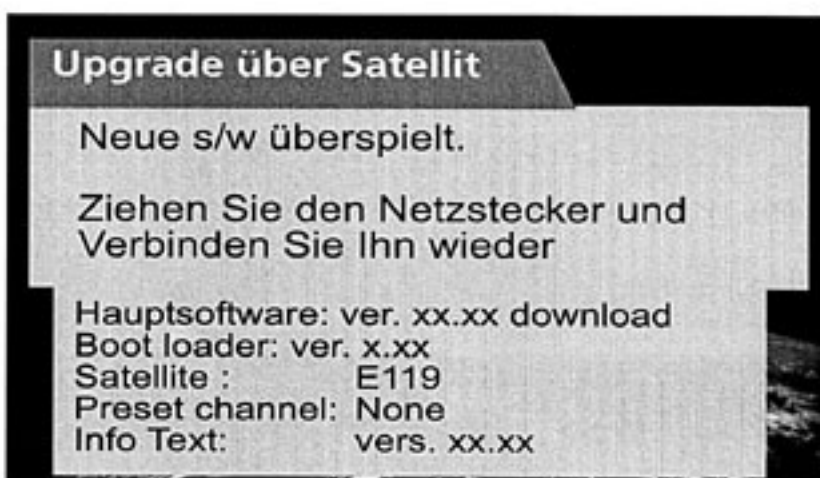 Upgrade über Satellit
Neue s/w überspielt.
Ziehen Sie den Netzstecker und
Verbinden Sie Ihn wieder
Hauptsoftware: ver. xx.xx download
Boot loader: ver. x.xx
Satellite : E119
Preset channel: None
Info Text: vers. xx.xx